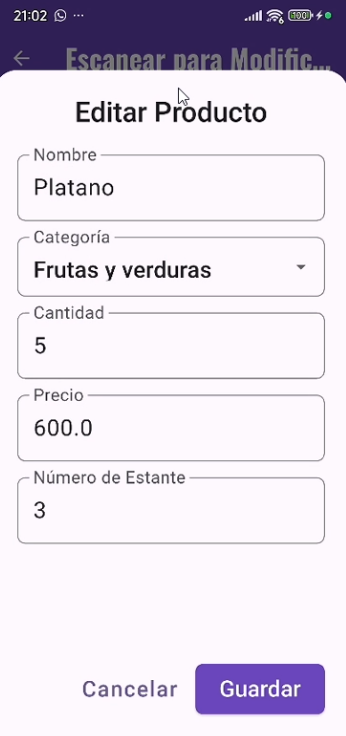 21:02 ...
100
Escanear para Modific...
Editar Producto
Nombre
Platano
Categoría
Frutas y verduras
Cantidad
5
Precio
600.0
Número de Estante
3
Cancelar Guardar